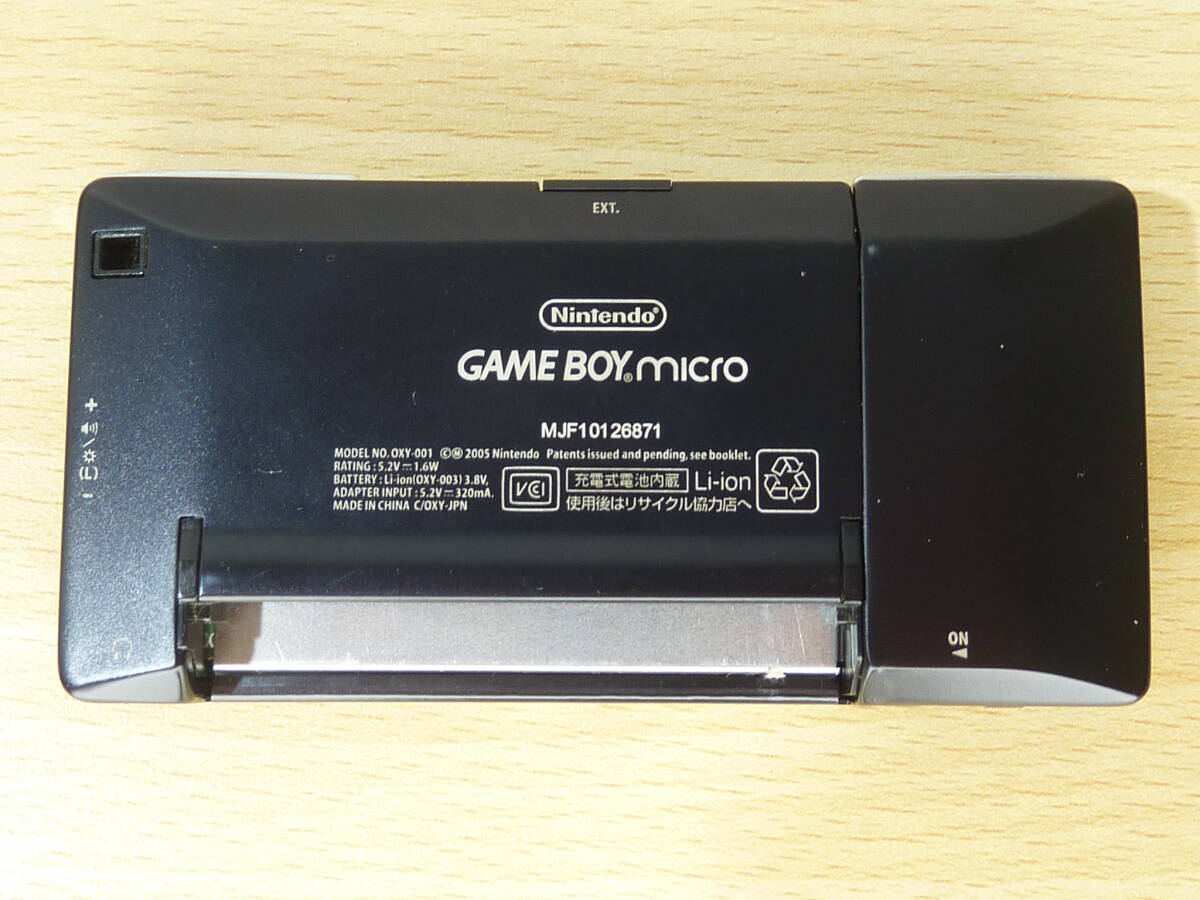 EXT.
Nintendo®
GAME BOY® micro
MJF10126871
MODEL NO. OXY-001 ©Ⓜ 2005 Nintendo Patents issued and pending, see booklet.
RATING : 5.2V⎓1.6W
BATTERY : Li-ion(OXY-003) 3.8V,
ADAPTER INPUT : 5.2V⎓320mA,
MADE IN CHINA C/OXY-JPN
VCI
充電式電池内蔵 Li-ion
使用後はリサイクル協力店へ
ON